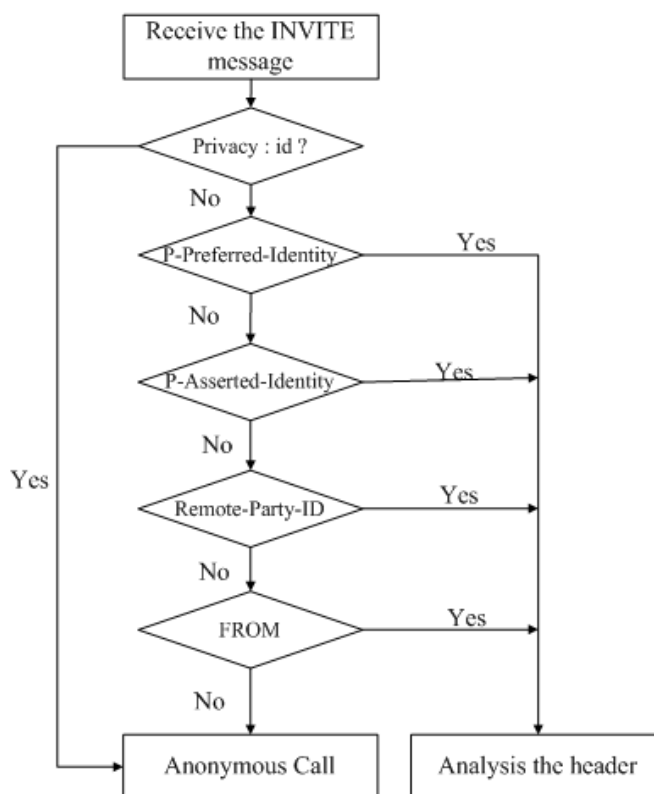 Receive the INVITE
message
Privacy : id ?
No
P-Preferred-Identity
Yes
No
P-Asserted-Identity
Yes
No
Yes
Remote-Party-ID
Yes
No
FROM
Yes
No
Anonymous Call
Analysis the header